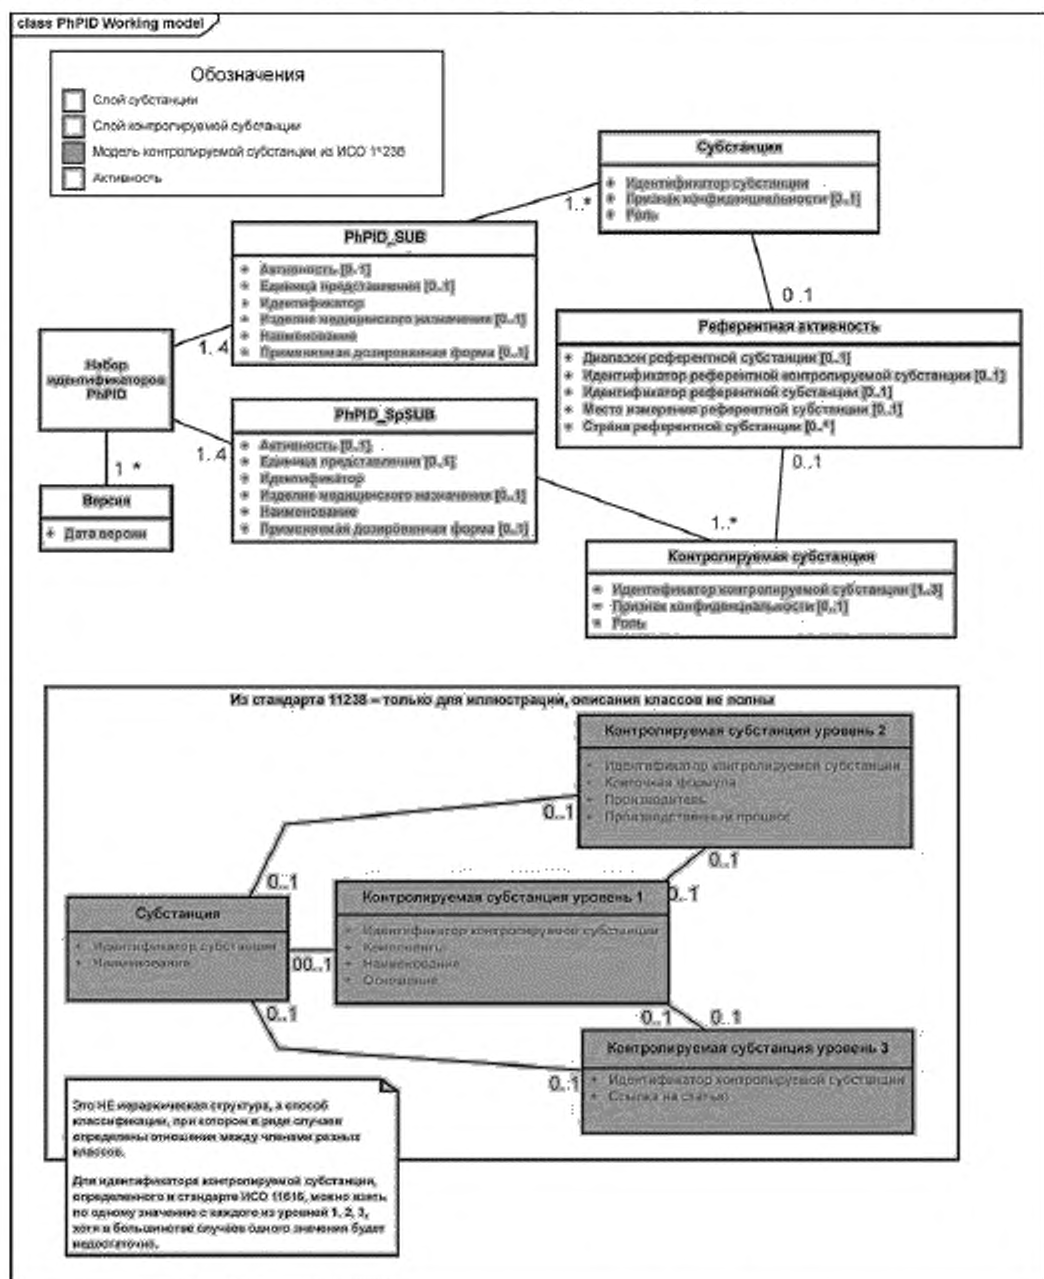 class PhPID Working model
Обозначения
Слой субстанции
Слой контролируемой субстанции
Модель контролируемой субстанции из ИСО 1*238
Активность
Субстанция
Идентификатор субстанции
Признак конфиденциальности [0..1]
Роль
1..*
PhPID_SUB
Активность [0..1]
Единица представления [0..1]
Идентификатор
Изделие медицинского назначения [0..1]
Наименование
Применяемая дозированная форма [0..1]
0..1
Референтная активность
Диапазон референтной субстанции [0..1]
Идентификатор референтной контролируемой субстанции [0..1]
Идентификатор референтной субстанции [0..1]
Место измерения референтной субстанции [0..1]
Страна референтной субстанции [0..*]
1..4
Набор
идентификаторов
PhPID
PhPID_SpSUB
Активность [0..1]
Единица представления [0..1]
Идентификатор
Изделие медицинского назначения [0..1]
Наименование
Применяемая дозированная форма [0..1]
1..4
0..1
1 *
Версия
Дата версии
1..*
Контролируемая субстанция
Идентификатор контролируемой субстанции [1..3]
Признак конфиденциальности [0..1]
Роль
Из стандарта 11238 – только для иллюстрации, описания классов не полны
Контролируемая субстанция уровень 2
Идентификатор контролируемой субстанции
Клеточная формула
Производитель
Производственный процесс
0..1
0..1
0..1
0..1
Субстанция
Идентификатор субстанции
Наименование
Контролируемая субстанция уровень 1
Идентификатор контролируемой субстанции
Компоненты
Наименование
Отношение
00..1
0..1
0..1
0..1
Контролируемая субстанция уровень 3
Идентификатор контролируемой субстанции
Ссылка на статью
0..1
Это НЕ иерархическая структура, а способ
классификации, при котором в ряде случаев
определены отношения между членами разных
классов.
Для идентификатора контролируемой субстанции,
определенного в стандарте ИСО 11616, можно взять
по одному значению с каждого из уровней 1, 2, 3,
хотя в большинстве случаев одного значения будет
недостаточно.